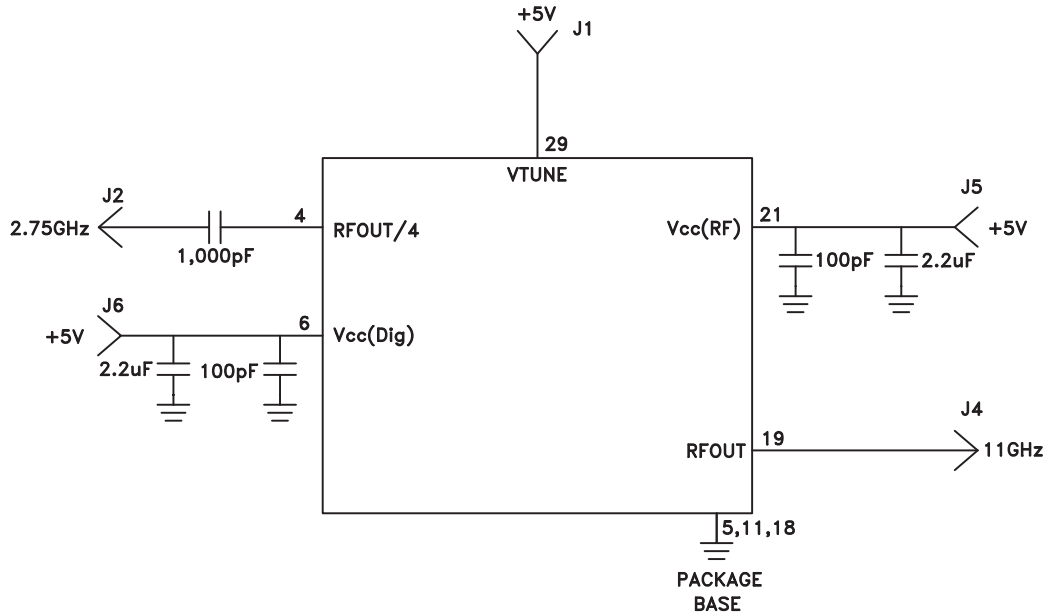 +5V
J1
29
VTUNE
J2
2.75GHz
1,000pF
4
RFOUT/4
Vcc(RF)
21
J5
+5V
100pF
2.2uF
J6
+5V
6
Vcc(Dig)
2.2uF
100pF
RFOUT
19
J4
11GHz
5,11,18
PACKAGE
BASE